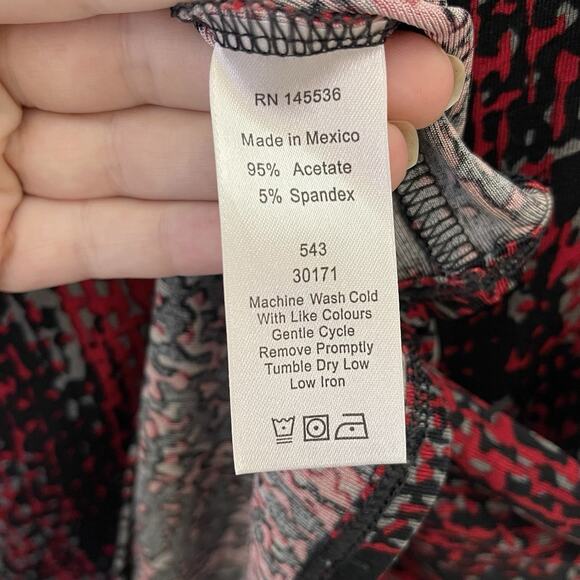 RN 145536
Made in Mexico
95% Acetate
5% Spandex
543
30171
Machine Wash Cold
With Like Colours
Gentle Cycle
Remove Promptly
Tumble Dry Low
Low Iron